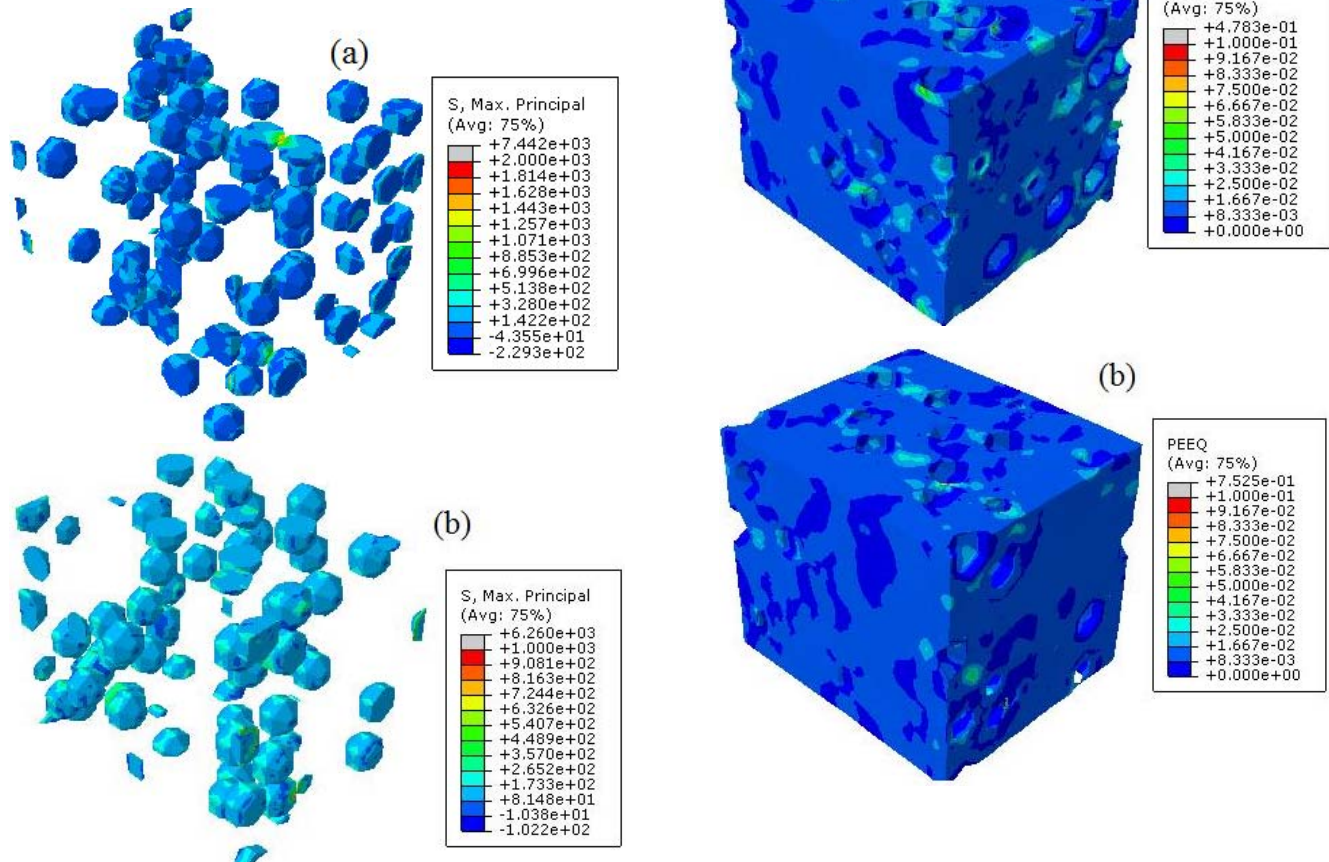 (a)
S, Max. Principal
(Avg: 75%)
+7.442e+03
+2.000e+03
+1.814e+03
+1.628e+03
+1.443e+03
+1.257e+03
+1.071e+03
+8.853e+02
+6.996e+02
+5.138e+02
+3.280e+02
+1.422e+02
-4.355e+01
-2.293e+02
(b)
S, Max. Principal
(Avg: 75%)
+6.260e+03
+1.000e+03
+9.081e+02
+8.163e+02
+7.244e+02
+6.326e+02
+5.407e+02
+4.489e+02
+3.570e+02
+2.652e+02
+1.733e+02
+8.148e+01
-1.038e+01
-1.022e+02
(Avg: 75%)
+4.783e-01
+1.000e-01
+9.167e-02
+8.333e-02
+7.500e-02
+6.667e-02
+5.833e-02
+5.000e-02
+4.167e-02
+3.333e-02
+2.500e-02
+1.667e-02
+8.333e-03
+0.000e+00
(b)
PEEQ
(Avg: 75%)
+7.525e-01
+1.000e-01
+9.167e-02
+8.333e-02
+7.500e-02
+6.667e-02
+5.833e-02
+5.000e-02
+4.167e-02
+3.333e-02
+2.500e-02
+1.667e-02
+8.333e-03
+0.000e+00